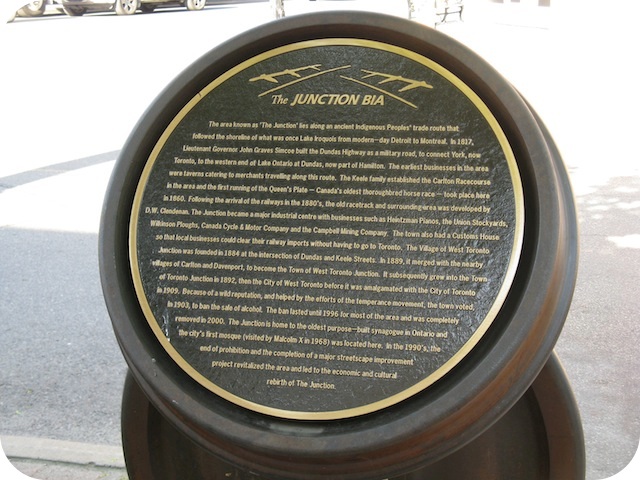 The JUNCTION BIA
The area known as 'The Junction' lies along an ancient Indigenous Peoples' trade route that
followed the shoreline of what was once Lake Iroquois from modern-day Detroit to Montreal. In 1817,
Lieutenant Governor John Graves Simcoe built the Dundas Highway as a military road, to connect York, now
Toronto, to the western end of Lake Ontario at Dundas, now part of Hamilton. The earliest businesses in the area
were taverns catering to merchants travelling along this route. The Keele family established the Carlton Racecourse
in the area and the first running of the Queen's Plate - Canada's oldest thoroughbred horse race - took place here
in 1860. Following the arrival of the railways in the 1880's, the old racetrack and surrounding area was developed by
D.W. Clendenan. The Junction became a major industrial centre with businesses such as Heintzman Pianos, the Union Stockyards,
Wilkinson Ploughs, Canada Cycle & Motor Company and the Campbell Mining Company. The town also had a Customs House
so that local businesses could clear their railway imports without having to go to Toronto. The Village of West Toronto
Junction was founded in 1884 at the intersection of Dundas and Keele Streets. In 1889, it merged with the nearby
villages of Carlton and Davenport, to become the Town of West Toronto Junction. It subsequently grew into the Town
of Toronto Junction in 1892, then the City of West Toronto before it was amalgamated with the City of Toronto
in 1909. Because of a wild reputation, and helped by the efforts of the temperance movement, the town voted,
in 1903, to ban the sale of alcohol. The ban lasted until 1996 for most of the area and was completely
removed in 2000. The Junction is home to the oldest purpose-built synagogue in Ontario and
the city's first mosque (visited by Malcolm X in 1968) was located here. In the 1990's, the
end of prohibition and the completion of a major streetscape improvement
project revitalized the area and led to the economic and cultural
rebirth of The Junction.